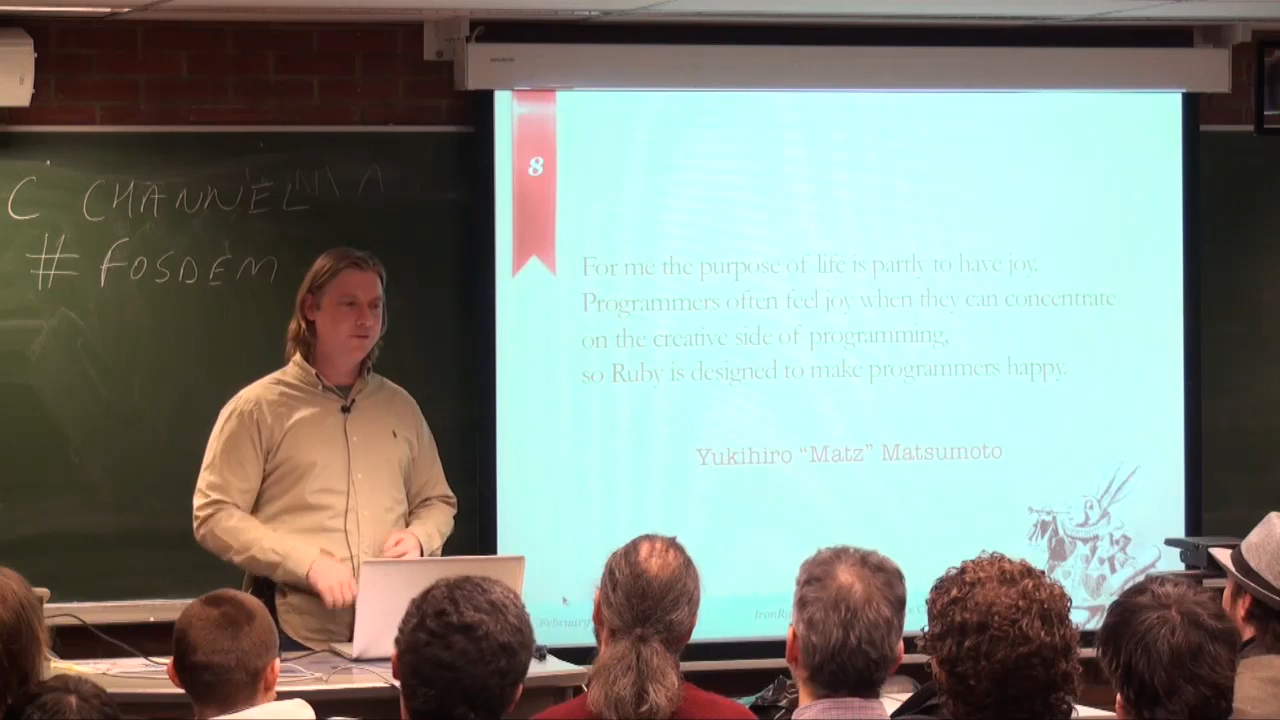 C CHANNEL
# FOSDEM
8
For me the purpose of life is partly to have joy.
Programmers often feel joy when they can concentrate
on the creative side of programming,
so Ruby is designed to make programmers happy.
Yukihiro “Matz” Matsumoto
February